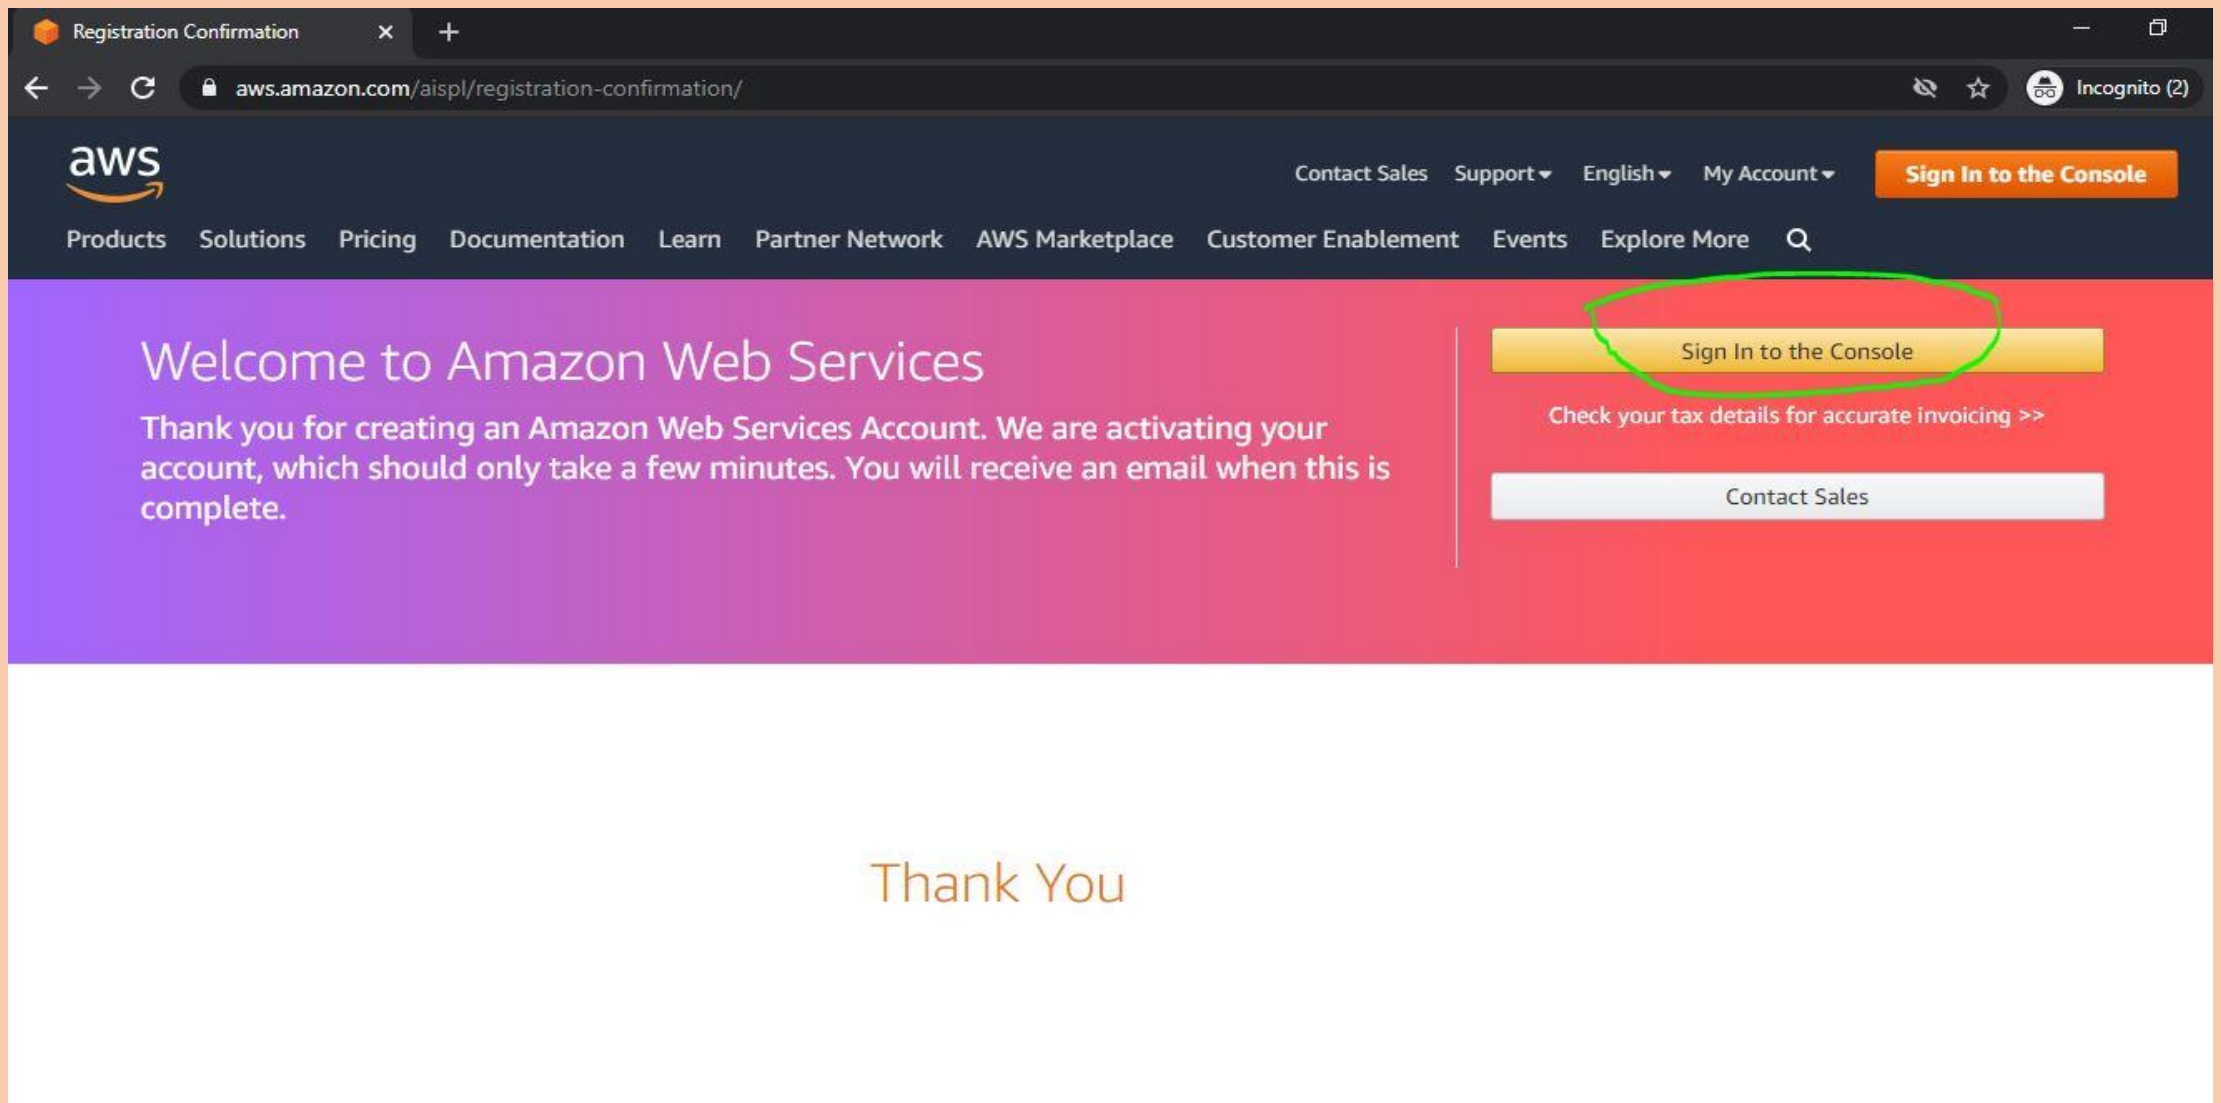 Registration Confirmation
aws.amazon.com/aispl/registration-confirmation/
Incognito (2)
aws
Contact Sales Support English My Account Sign In to the Console
Products Solutions Pricing Documentation Learn Partner Network AWS Marketplace Customer Enablement Events Explore More
Welcome to Amazon Web Services
Thank you for creating an Amazon Web Services Account. We are activating your
account, which should only take a few minutes. You will receive an email when this is
complete.
Sign In to the Console
Check your tax details for accurate invoicing >>
Contact Sales
Thank You